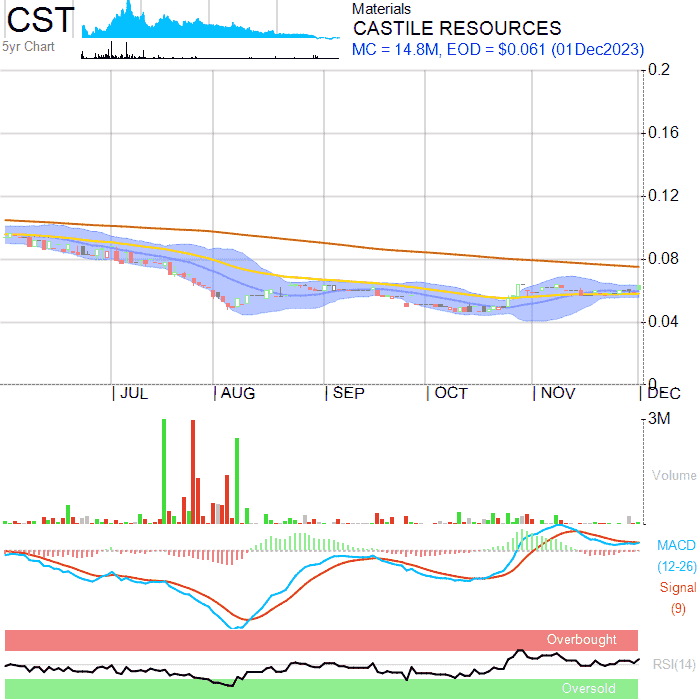 CST
5yr Chart
Materials
CASTILE RESOURCES
MC = 14.8M, EOD = $0.061 (01Dec2023)
0.2
0.16
0.12
0.08
0.04
0
JUL AUG SEP OCT NOV DEC
3M
Volume
MACD
(12-26)
Signal
(9)
Overbought
RSI(14)
Oversold